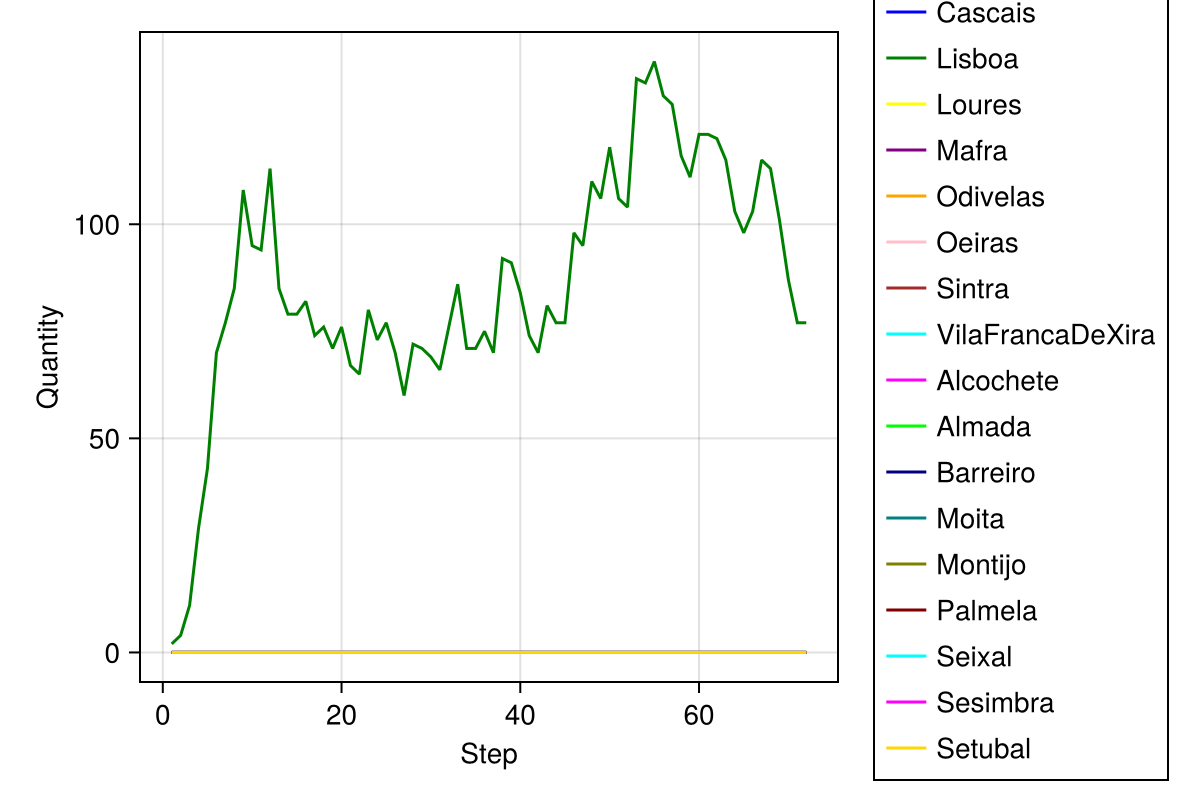 Quantity
100
50
0
0
20
40
60
Step
Cascais
Lisboa
Loures
Mafra
Odivelas
Oeiras
Sintra
VilaFrancaDeXira
Alcochete
Almada
Barreiro
Moita
Montijo
Palmela
Seixal
Sesimbra
Setubal